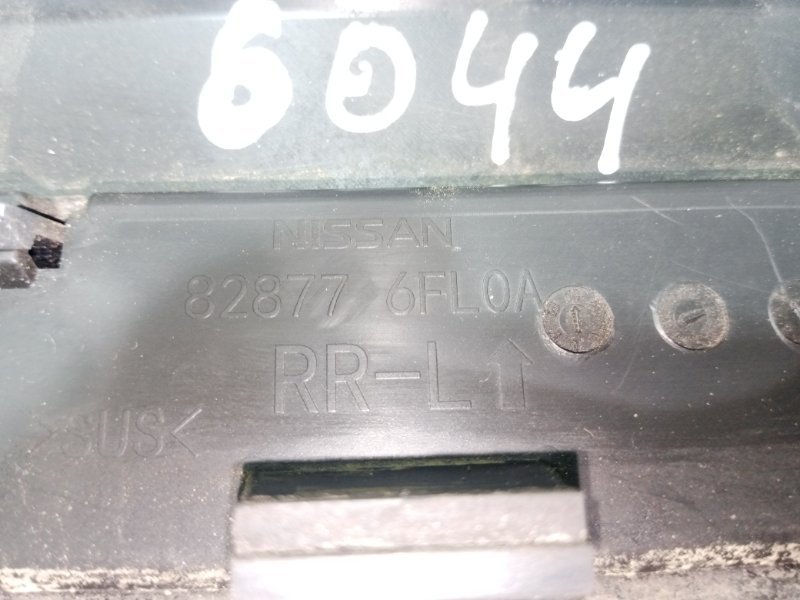 6044
NISSAN
82877 6FL0A
RR-L↑
>SUS<